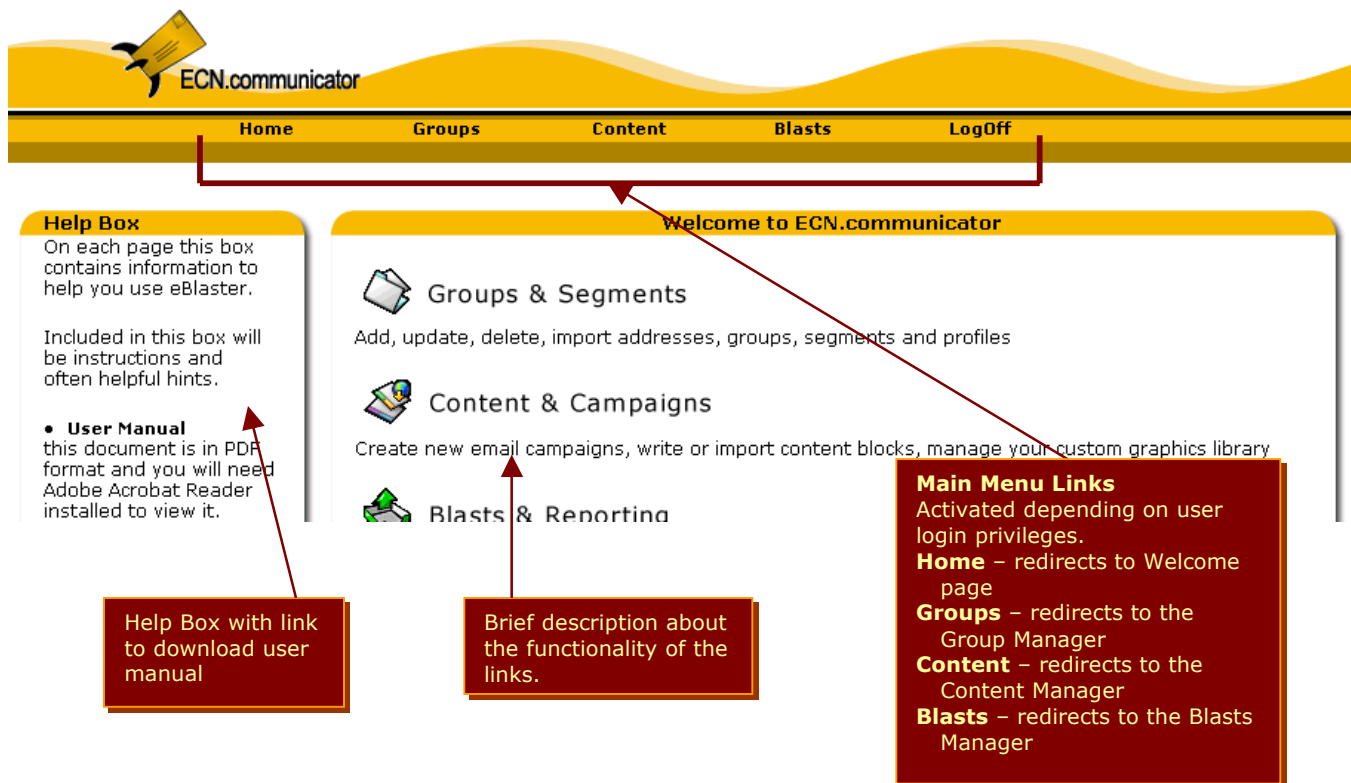 ECN.communicator
Home Groups Content Blasts LogOff
Help Box
On each page this box
contains information to
help you use eBlaster.
Included in this box will
be instructions and
often helpful hints.
• User Manual
this document is in PDF
format and you will need
Adobe Acrobat Reader
installed to view it.
Welcome to ECN.communicator
Groups & Segments
Add, update, delete, import addresses, groups, segments and profiles
Content & Campaigns
Create new email campaigns, write or import content blocks, manage your custom graphics library
Blasts & Reporting
Help Box with link
to download user
manual
Brief description about
the functionality of the
links.
Main Menu Links
Activated depending on user
login privileges.
Home – redirects to Welcome
page
Groups – redirects to the
Group Manager
Content – redirects to the
Content Manager
Blasts – redirects to the Blasts
Manager